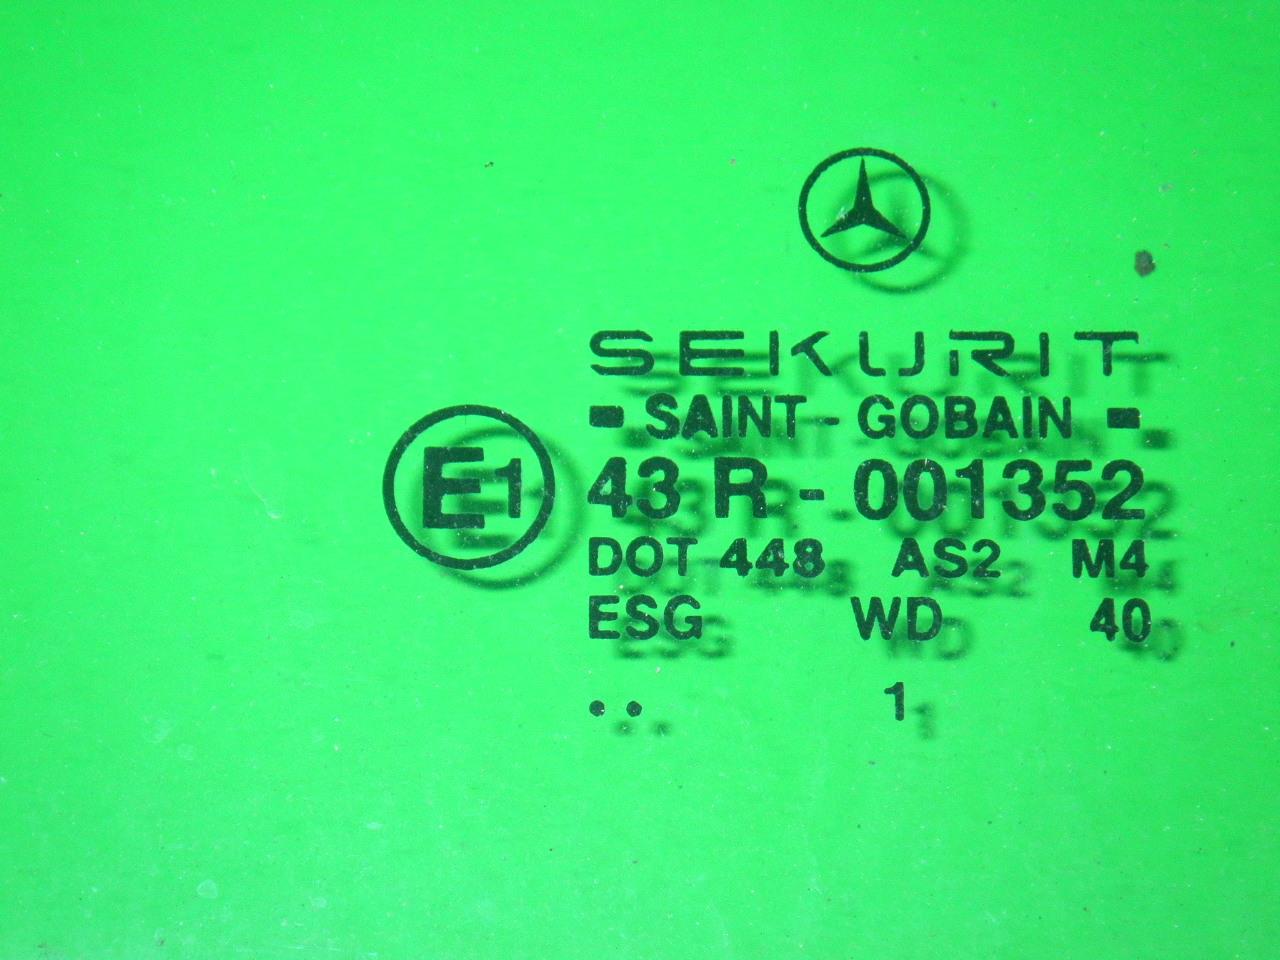 SEKURIT
SAINT-GOBAIN
E1
43 R - 001352
DOT 448 AS2 M4
ESG WD 40
.. 1